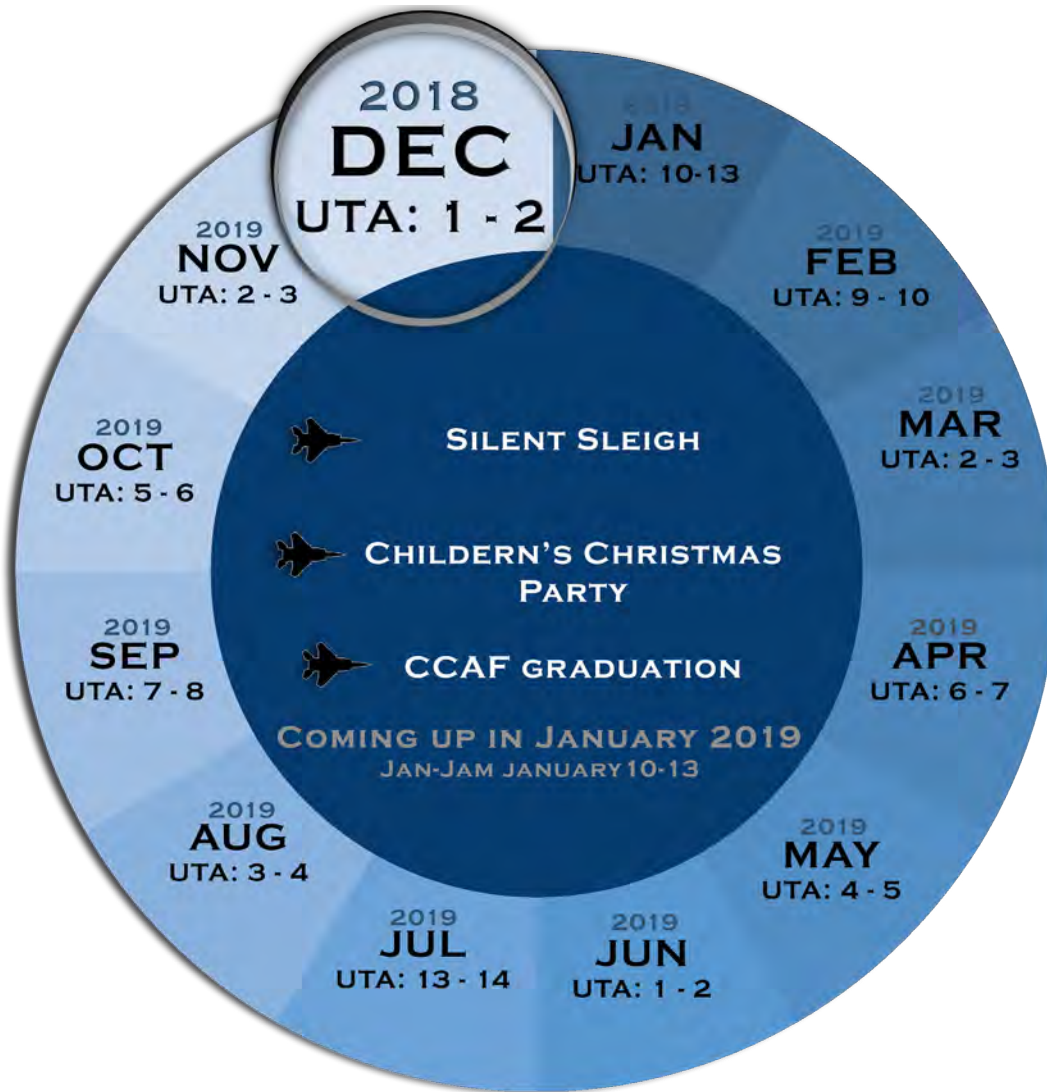 2018
DEC
UTA: 1 - 2
2019
JAN
UTA: 10-13
2019
FEB
UTA: 9 - 10
2019
MAR
UTA: 2 - 3
2019
APR
UTA: 6 - 7
2019
MAY
UTA: 4 - 5
2019
JUN
UTA: 1 - 2
2019
JUL
UTA: 13 - 14
2019
AUG
UTA: 3 - 4
2019
SEP
UTA: 7 - 8
2019
OCT
UTA: 5 - 6
2019
NOV
UTA: 2 - 3
SILENT SLEIGH
CHILDERN'S CHRISTMAS
PARTY
CCAF GRADUATION
COMING UP IN JANUARY 2019
JAN-JAM JANUARY 10-13